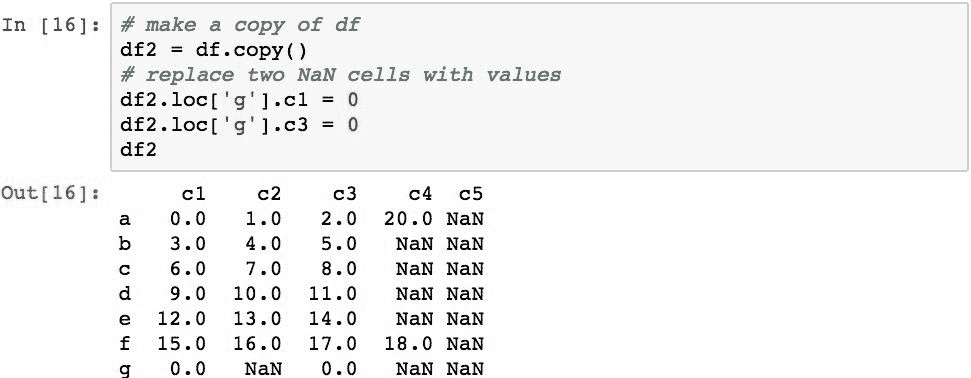 In [16]: # make a copy of df
df2 = df.copy()
# replace two NaN cells with values
df2.loc['g'].c1 = 0
df2.loc['g'].c3 = 0
df2
Out[16]: c1 c2 c3 c4 c5
a 0.0 1.0 2.0 20.0 NaN
b 3.0 4.0 5.0 NaN NaN
c 6.0 7.0 8.0 NaN NaN
d 9.0 10.0 11.0 NaN NaN
e 12.0 13.0 14.0 NaN NaN
f 15.0 16.0 17.0 18.0 NaN
g 0.0 NaN 0.0 NaN NaN